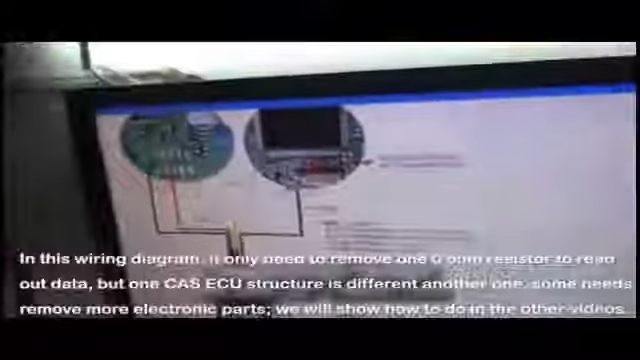 In this wiring diagram, it only need to remove one 0 ohm resistor to read
out data, but one CAS ECU structure is different another one, some needs
remove more electronic parts; we will show how to do in the other videos.